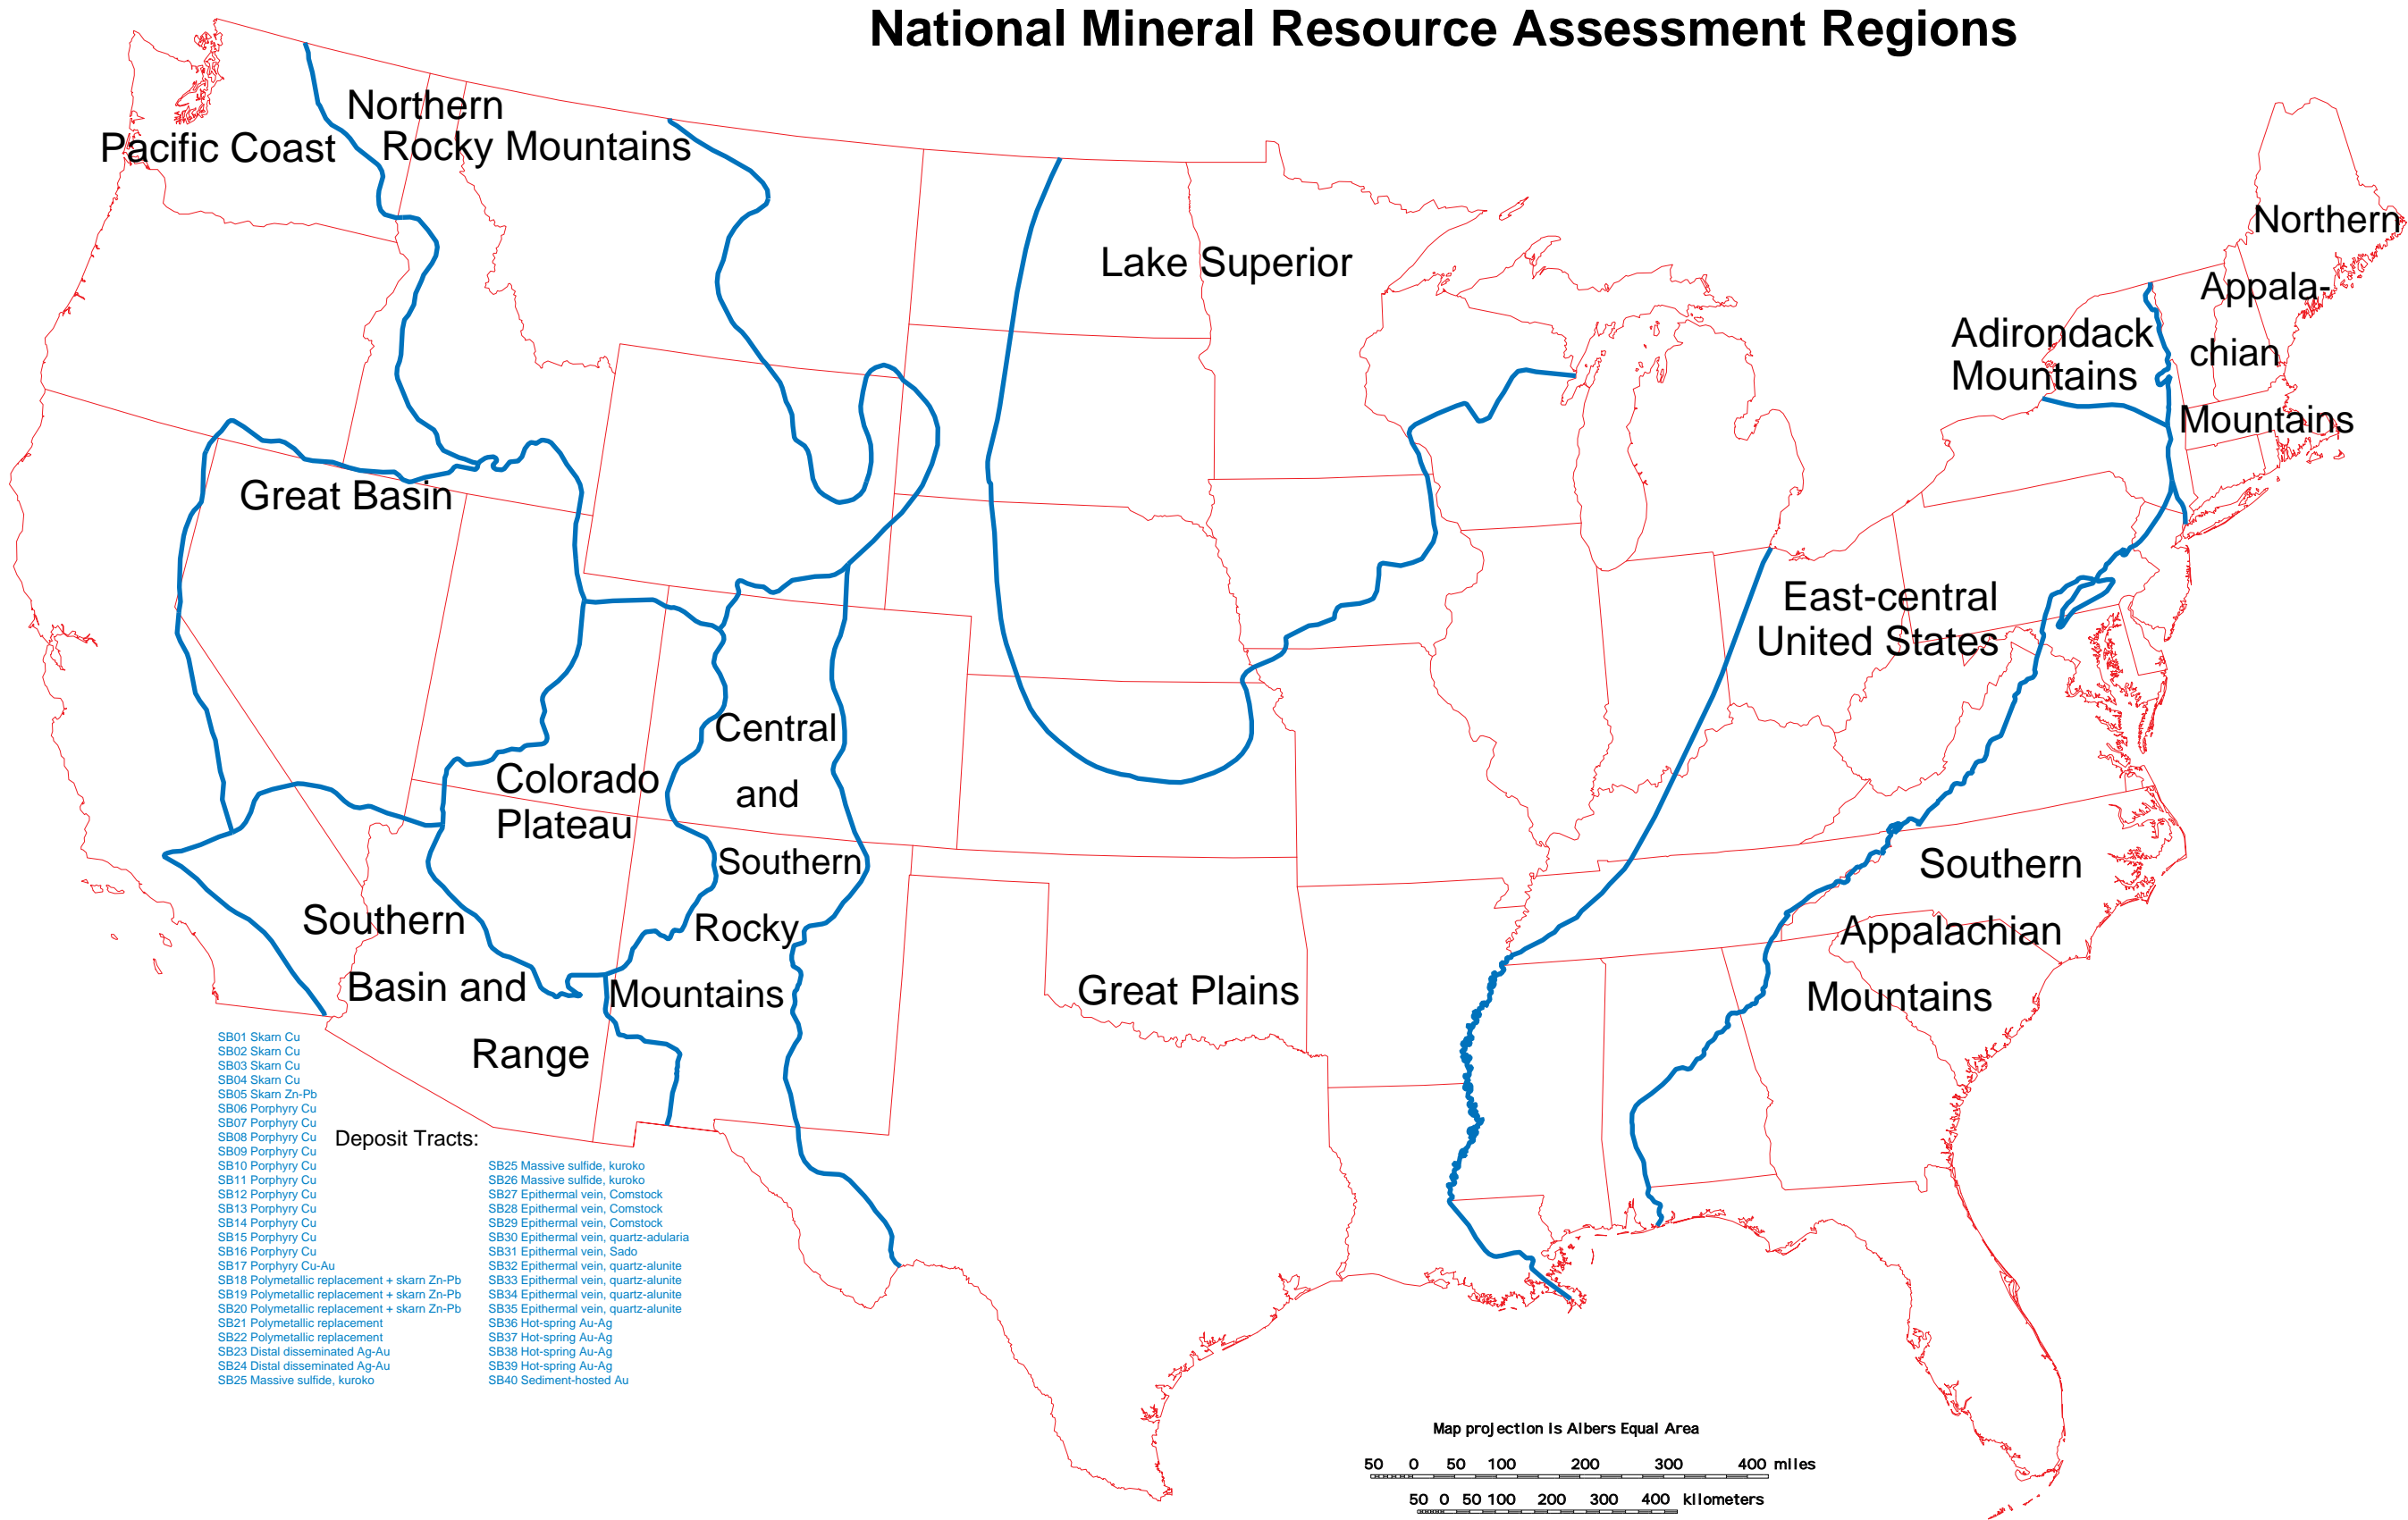 National Mineral Resource Assessment Regions
Northern
Rocky Mountains
Pacific Coast
Lake Superior
Northern
Appala-
chian
Mountains
Adirondack
Mountains
Great Basin
East-central
United States
Central
and
Southern
Rocky
Mountains
Colorado
Plateau
Southern
Basin and
Range
Great Plains
Southern
Appalachian
Mountains
Deposit Tracts:
SB01 Skarn Cu
SB02 Skarn Cu
SB03 Skarn Cu
SB04 Skarn Cu
SB05 Skarn Zn-Pb
SB06 Porphyry Cu
SB07 Porphyry Cu
SB08 Porphyry Cu
SB09 Porphyry Cu
SB10 Porphyry Cu
SB11 Porphyry Cu
SB12 Porphyry Cu
SB13 Porphyry Cu
SB14 Porphyry Cu
SB15 Porphyry Cu
SB16 Porphyry Cu
SB17 Porphyry Cu-Au
SB18 Polymetallic replacement + skarn Zn-Pb
SB19 Polymetallic replacement + skarn Zn-Pb
SB20 Polymetallic replacement + skarn Zn-Pb
SB21 Polymetallic replacement
SB22 Polymetallic replacement
SB23 Distal disseminated Ag-Au
SB24 Distal disseminated Ag-Au
SB25 Massive sulfide, kuroko
SB25 Massive sulfide, kuroko
SB26 Massive sulfide, kuroko
SB27 Epithermal vein, Comstock
SB28 Epithermal vein, Comstock
SB29 Epithermal vein, Comstock
SB30 Epithermal vein, quartz-adularia
SB31 Epithermal vein, Sado
SB32 Epithermal vein, quartz-alunite
SB33 Epithermal vein, quartz-alunite
SB34 Epithermal vein, quartz-alunite
SB35 Epithermal vein, quartz-alunite
SB36 Hot-spring Au-Ag
SB37 Hot-spring Au-Ag
SB38 Hot-spring Au-Ag
SB39 Hot-spring Au-Ag
SB40 Sediment-hosted Au
Map projection is Albers Equal Area
50 0 50 100 200 300 400 miles
50 0 50 100 200 300 400 kilometers